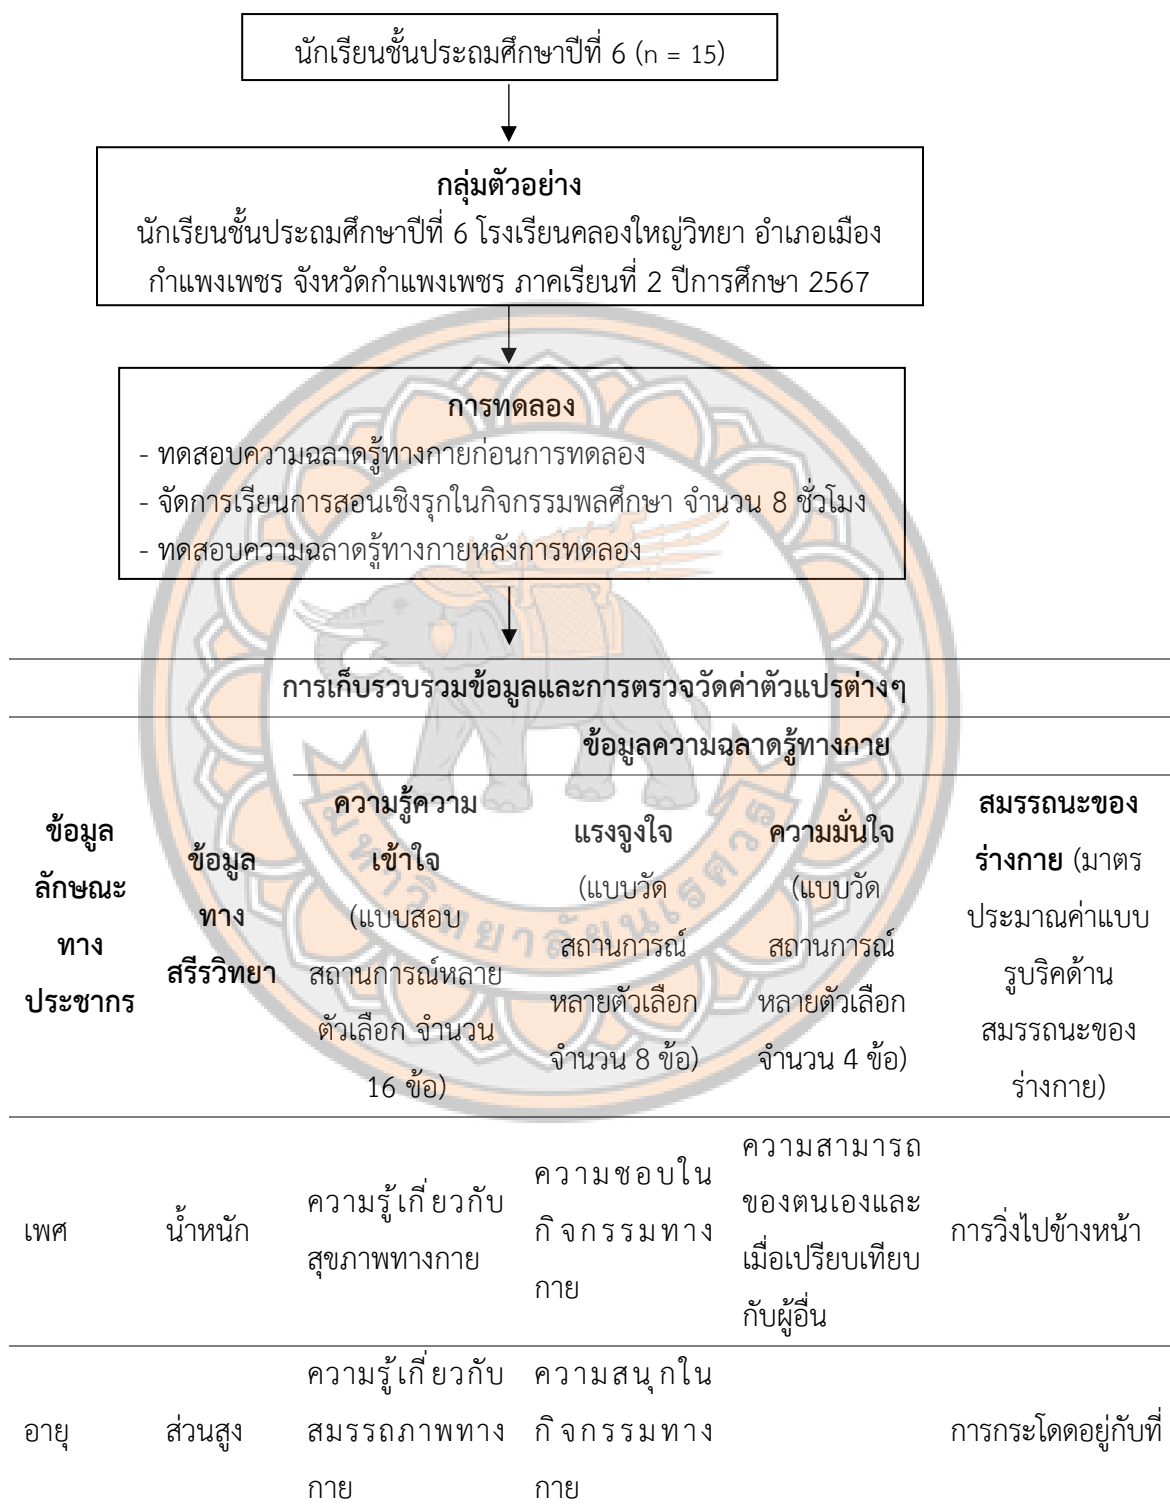 นักเรียนชั้นประถมศึกษาปีที่ 6 (n = 15)
กลุ่มตัวอย่าง
นักเรียนชั้นประถมศึกษาปีที่ 6 โรงเรียนคลองใหญ่วิทยา อำเภอเมือง
กำแพงเพชร จังหวัดกำแพงเพชร ภาคเรียนที่ 2 ปีการศึกษา 2567
การทดลอง
- ทดสอบความฉลาดรู้ทางกายก่อนการทดลอง
- จัดการเรียนการสอนเชิงรุกในกิจกรรมพลศึกษา จำนวน 8 ชั่วโมง
- ทดสอบความฉลาดรู้ทางกายหลังการทดลอง
การเก็บรวบรวมข้อมูลและการตรวจวัดค่าตัวแปรต่างๆ
ข้อมูลความฉลาดรู้ทางกาย
ข้อมูล
ลักษณะ
ทาง
ประชากร
ข้อมูล
ทาง
สรีรวิทยา
ความรู้ความ
เข้าใจ
(แบบสอบ
สถานการณ์หลาย
ตัวเลือก จำนวน
16 ข้อ)
แรงจูงใจ
(แบบวัด
สถานการณ์
หลายตัวเลือก
จำนวน 8 ข้อ)
ความมั่นใจ
(แบบวัด
สถานการณ์
หลายตัวเลือก
จำนวน 4 ข้อ)
สมรรถนะของ
ร่างกาย (มาตร
ประมาณค่าแบบ
รูบริคด้าน
สมรรถนะของ
ร่างกาย)
เพศ
น้ำหนัก
ความรู้เกี่ยวกับ
สุขภาพทางกาย
ความชอบใน
กิจกรรมทาง
กาย
ความสามารถ
ของตนเองและ
เมื่อเปรียบเทียบ
กับผู้อื่น
การวิ่งไปข้างหน้า
อายุ
ส่วนสูง
ความรู้เกี่ยวกับ
สมรรถภาพทาง
กาย
ความสนุกใน
กิจกรรมทาง
กาย
การกระโดดอยู่กับที่
มหาวิทยาลัยนเรศวร